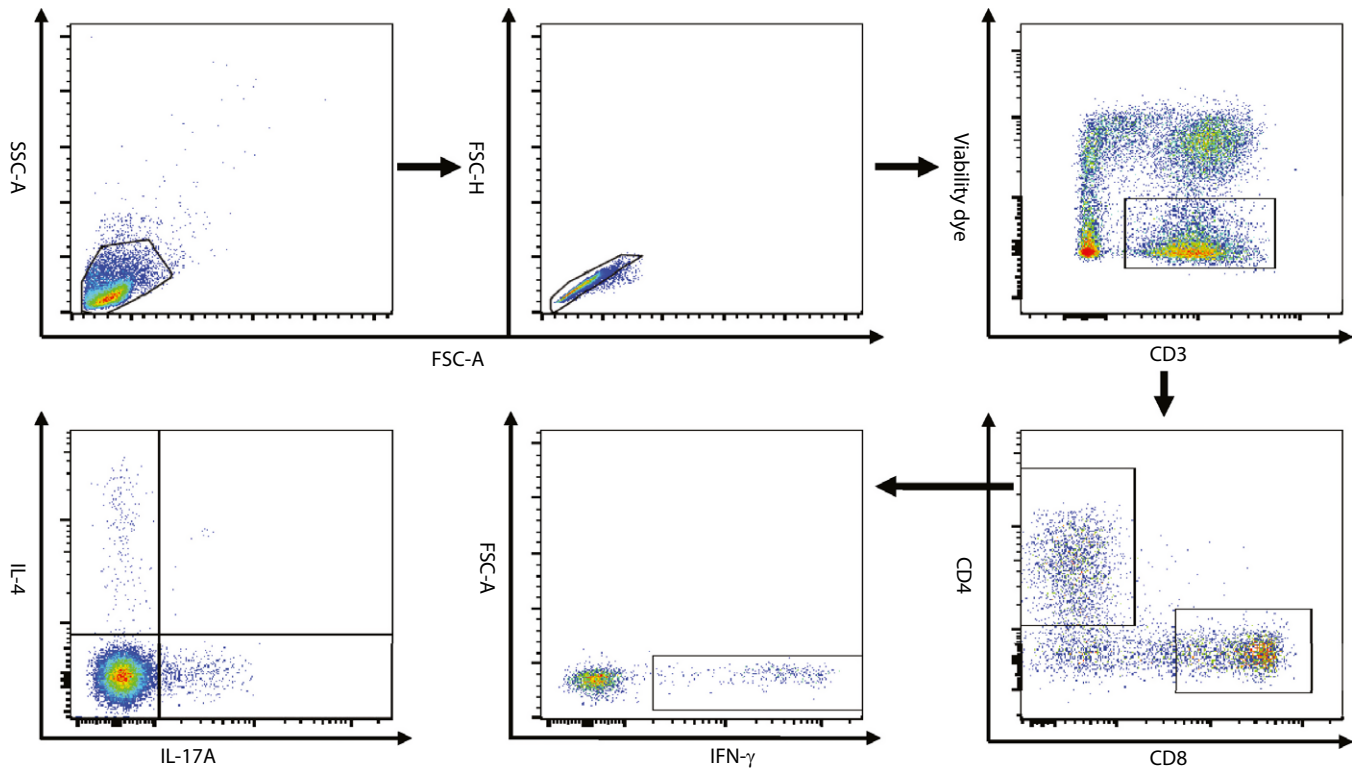 SSC-A
FSC-H
Viability dye
FSC-A
CD3
IL-4
FSC-A
CD4
IL-17A
IFN-γ
CD8